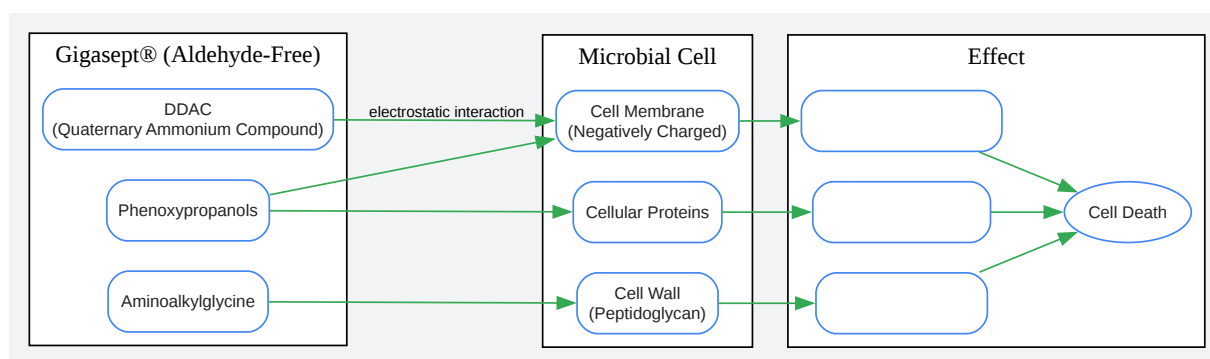 Gigasept® (Aldehyde-Free)
DDAC
(Quaternary Ammonium Compound)
Phenoxypropanols
Aminoalkylglycine
electrostatic interaction
Microbial Cell
Cell Membrane
(Negatively Charged)
Cellular Proteins
Cell Wall
(Peptidoglycan)
Effect
Cell Death